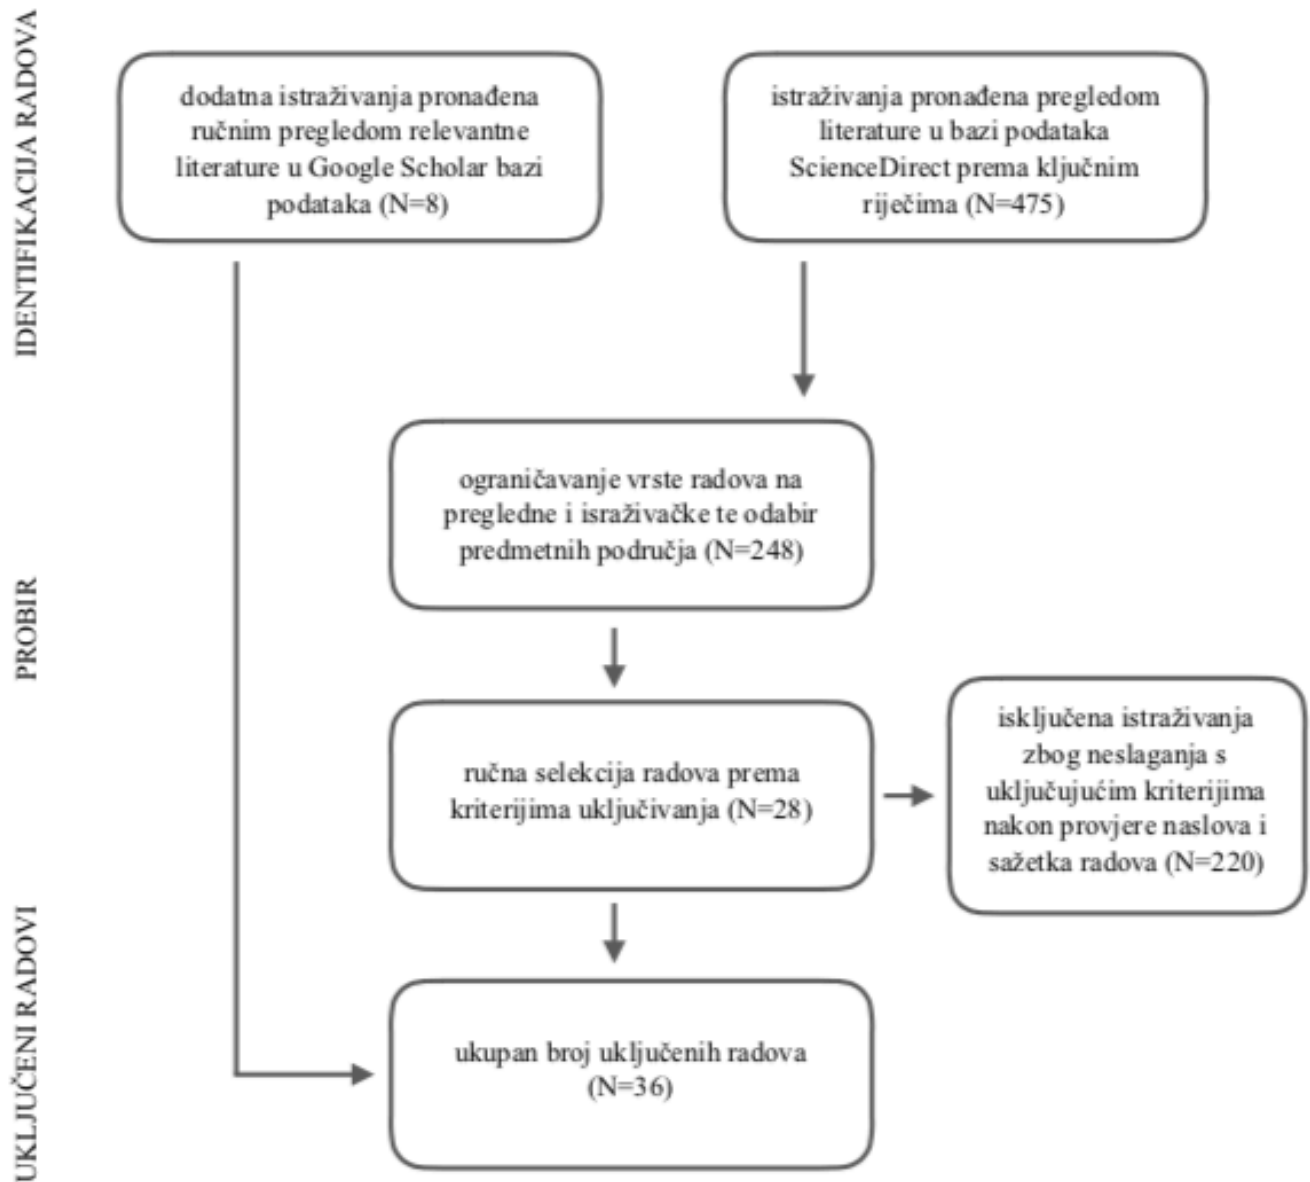 IDENTIFIKACIJA RADOVA
dodatna istraživanja pronađena
ručnim pregledom relevantne
literature u Google Scholar bazi
podataka (N=8)
istraživanja pronađena pregledom
literature u bazi podataka
ScienceDirect prema ključnim
riječima (N=475)
PROBIR
ograničavanje vrste radova na
pregledne i israživačke te odabir
predmetnih područja (N=248)
ručna selekcija radova prema
kriterijima uključivanja (N=28)
isključena istraživanja
zbog neslaganja s
uključujućim kriterijima
nakon provjere naslova i
sažetka radova (N=220)
UKLJUČENI RADOVI
ukupan broj uključenih radova
(N=36)